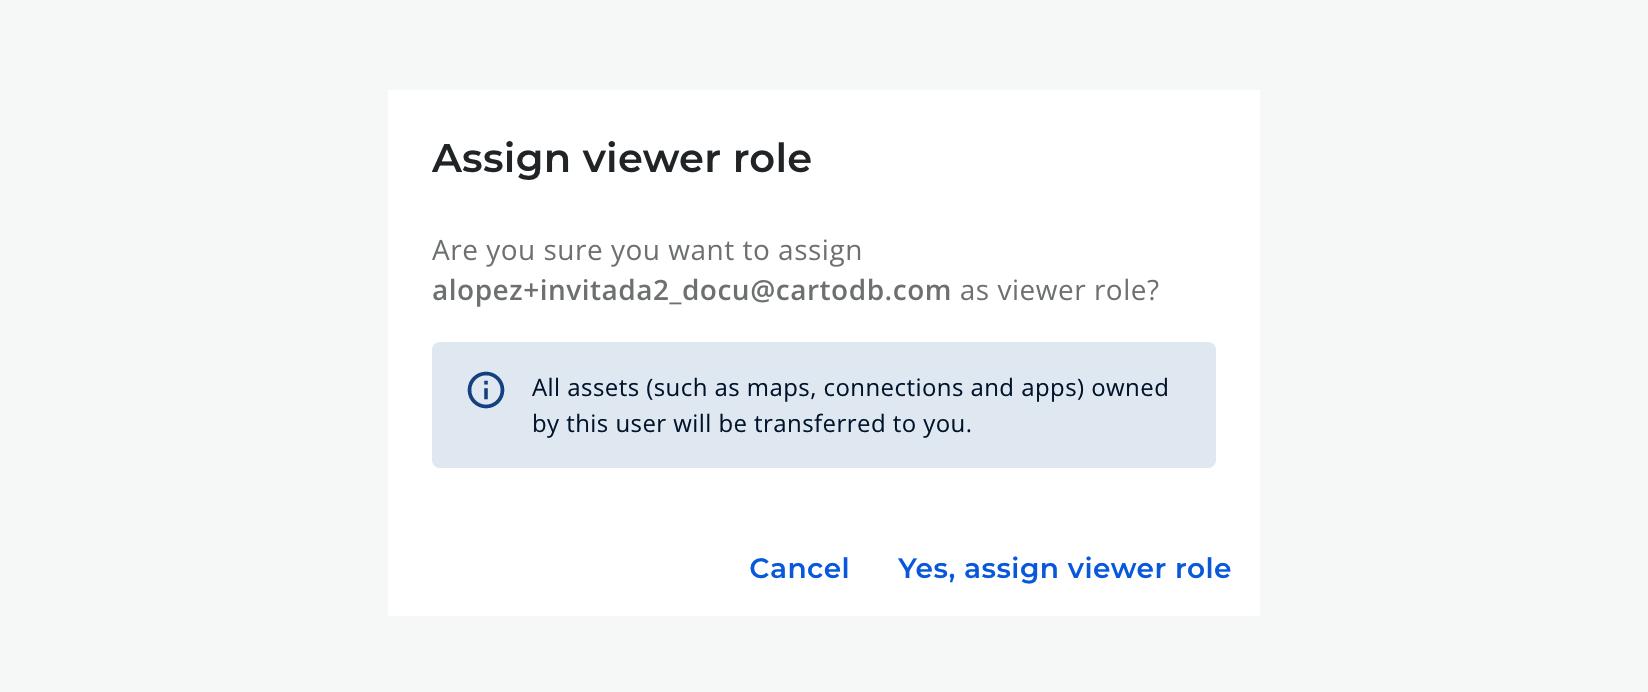 Assign viewer role
Are you sure you want to assign
alopez+invitada2_docu@cartodb.com as viewer role?
All assets (such as maps, connections and apps) owned
by this user will be transferred to you.
Cancel
Yes, assign viewer role